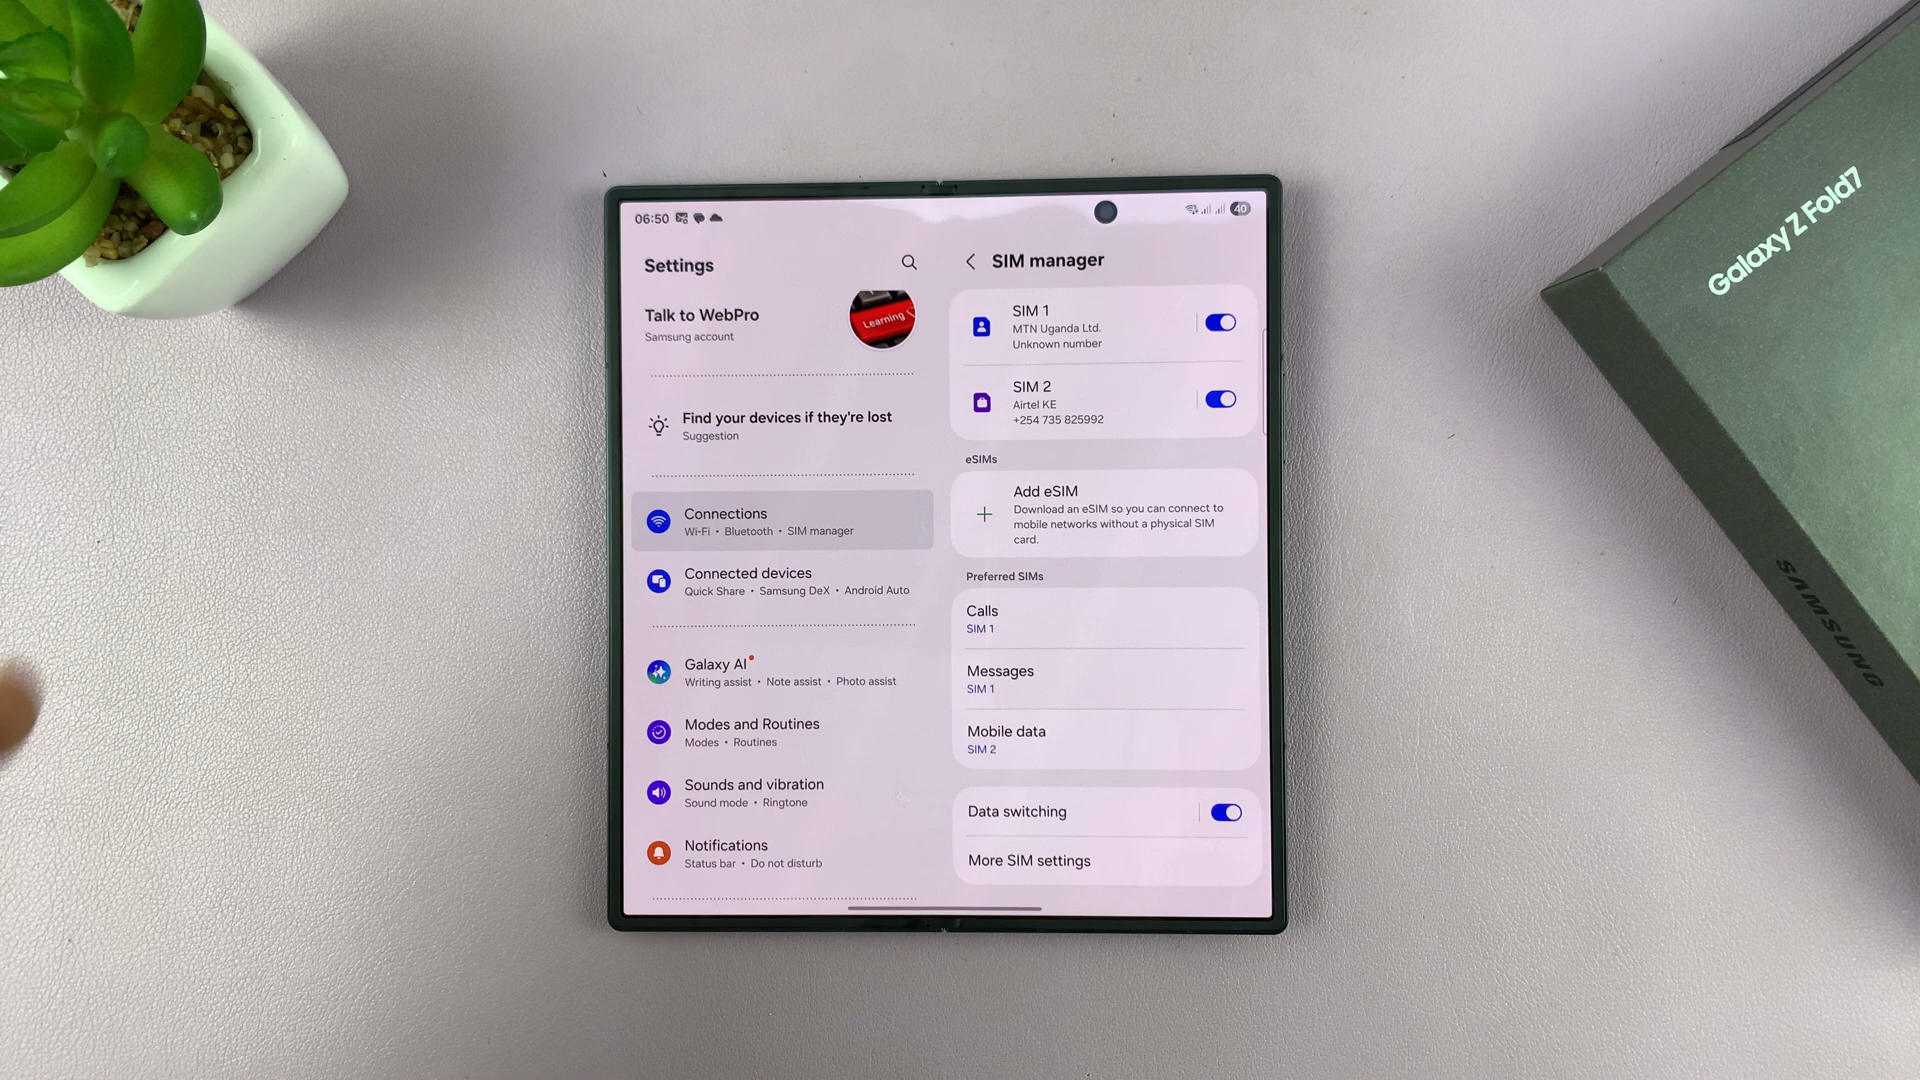 06:50
40
Settings
Talk to WebPro
Samsung account
Learning
Find your devices if they're lost
Suggestion
Connections
Wi-Fi • Bluetooth • SIM manager
Connected devices
Quick Share • Samsung DeX • Android Auto
Galaxy AI
Writing assist • Note assist • Photo assist
Modes and Routines
Modes • Routines
Sounds and vibration
Sound mode • Ringtone
Notifications
Status bar • Do not disturb
SIM manager
SIM 1
MTN Uganda Ltd.
Unknown number
SIM 2
Airtel KE
+254 735 825992
eSIMs
Add eSIM
Download an eSIM so you can connect to
mobile networks without a physical SIM
card.
Preferred SIMs
Calls
SIM 1
Messages
SIM 1
Mobile data
SIM 2
Data switching
More SIM settings
Galaxy Z Fold7
SAMSUNG